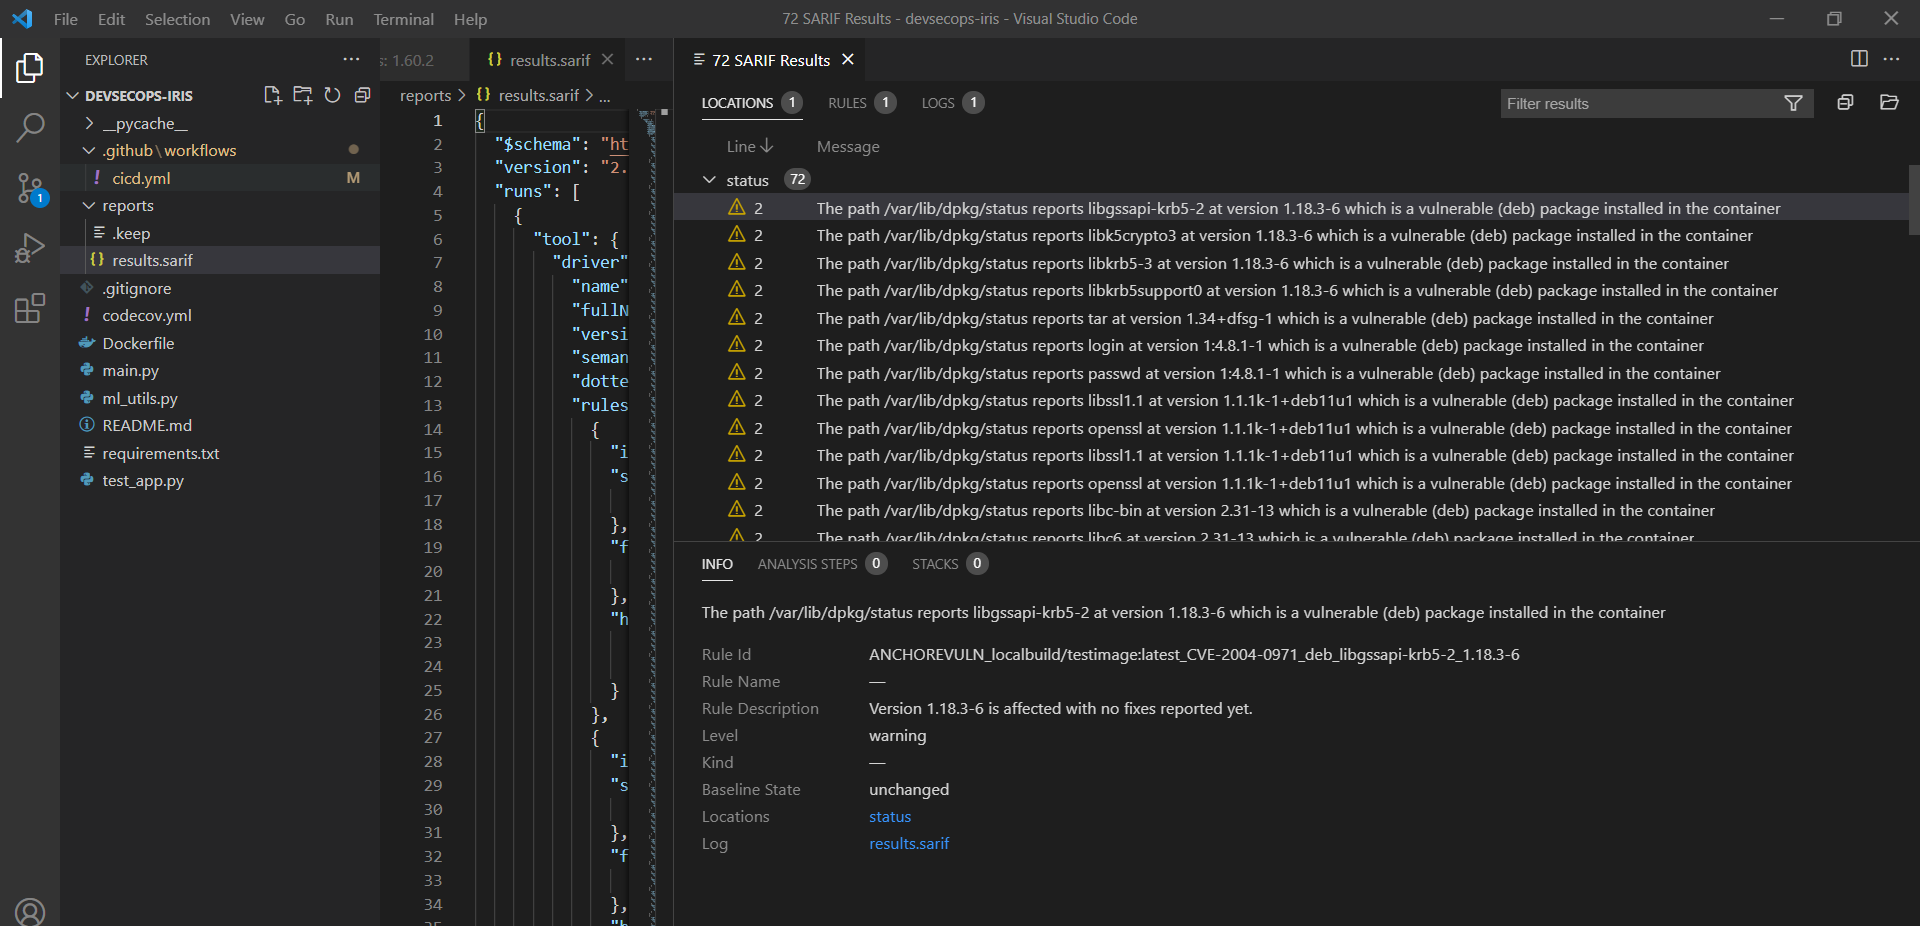 File Edit Selection View Go Run Terminal Help
72 SARIF Results - devsecops-iris - Visual Studio Code
EXPLORER
DEVSECOPS-IRIS
__pycache__
.github\workflows
! cicd.yml M
reports
.keep
{} results.sarif
.gitignore
! codecov.yml
Dockerfile
main.py
ml_utils.py
README.md
requirements.txt
test_app.py
1
s: 1.60.2
{} results.sarif
reports > {} results.sarif > ...
1 {
2 "$schema": "ht
3 "version": "2.
4 "runs": [
5 {
6 "tool": {
7 "driver"
8 "name"
9 "fullN
10 "versi
11 "seman
12 "dotte
13 "rules
14 {
15 "i
16 "s
17
18 },
19 "f
20
21 },
22 "h
23
24
25 }
26 },
27 {
28 "i
29 "s
30
31 },
32 "f
33
34 },
35 "h
72 SARIF Results
LOCATIONS 1 RULES 1 LOGS 1
Filter results
Line Message
status 72
2 The path /var/lib/dpkg/status reports libgssapi-krb5-2 at version 1.18.3-6 which is a vulnerable (deb) package installed in the container
2 The path /var/lib/dpkg/status reports libk5crypto3 at version 1.18.3-6 which is a vulnerable (deb) package installed in the container
2 The path /var/lib/dpkg/status reports libkrb5-3 at version 1.18.3-6 which is a vulnerable (deb) package installed in the container
2 The path /var/lib/dpkg/status reports libkrb5support0 at version 1.18.3-6 which is a vulnerable (deb) package installed in the container
2 The path /var/lib/dpkg/status reports tar at version 1.34+dfsg-1 which is a vulnerable (deb) package installed in the container
2 The path /var/lib/dpkg/status reports login at version 1:4.8.1-1 which is a vulnerable (deb) package installed in the container
2 The path /var/lib/dpkg/status reports passwd at version 1:4.8.1-1 which is a vulnerable (deb) package installed in the container
2 The path /var/lib/dpkg/status reports libssl1.1 at version 1.1.1k-1+deb11u1 which is a vulnerable (deb) package installed in the container
2 The path /var/lib/dpkg/status reports openssl at version 1.1.1k-1+deb11u1 which is a vulnerable (deb) package installed in the container
2 The path /var/lib/dpkg/status reports libssl1.1 at version 1.1.1k-1+deb11u1 which is a vulnerable (deb) package installed in the container
2 The path /var/lib/dpkg/status reports openssl at version 1.1.1k-1+deb11u1 which is a vulnerable (deb) package installed in the container
2 The path /var/lib/dpkg/status reports libc-bin at version 2.31-13 which is a vulnerable (deb) package installed in the container
2 The path /var/lib/dpkg/status reports libc6 at version 2.31-13 which is a vulnerable (deb) package installed in the container
INFO ANALYSIS STEPS 0 STACKS 0
The path /var/lib/dpkg/status reports libgssapi-krb5-2 at version 1.18.3-6 which is a vulnerable (deb) package installed in the container
Rule Id ANCHOREVULN_localbuild/testimage:latest_CVE-2004-0971_deb_libgssapi-krb5-2_1.18.3-6
Rule Name —
Rule Description Version 1.18.3-6 is affected with no fixes reported yet.
Level warning
Kind —
Baseline State unchanged
Locations status
Log results.sarif